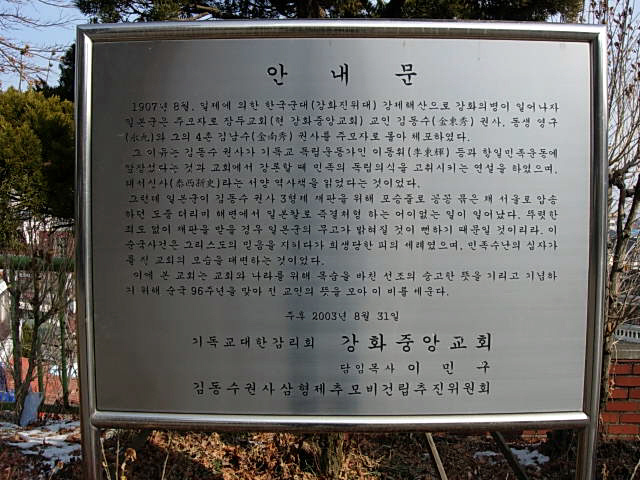 안 내 문
1907년 8월, 일제에 의한 한국군대(강화진위대) 강제해산으로 강화의병이 일어나자
일본군은 주모자로 잠두교회(현 강화중앙교회) 교인 김동수(金東秀) 권사, 동생 영구
(永九)와 그의 4촌 김남수(金南秀) 권사를 주모자로 몰아 체포하였다.
그 이유는 김동수 권사가 기독교 독립운동가인 이동휘(李東輝) 등과 항일민족운동에
앞장섰다는 것과 교회에서 강론할 때 민족의 독립의식을 고취시키는 연설을 하였으며,
태서신사(泰西新史)라는 서양 역사책을 읽었다는 것이었다.
그런데 일본군이 김동수 권사 3형제 재판을 위해 모슬줄로 꽁꽁 묶은 채 서울로 압송
하던 도중 더리미 해변에서 일본칼로 즉결처형 하는 어이없는 일이 일어났다. 뚜렷한
죄도 없이 재판을 받을 경우 일본군의 무고가 밝혀질 것이 뻔하기 때문일 것이리라. 이
순국사건은 그리스도의 믿음을 지키다가 희생당한 피의 세례였으며, 민족수난의 십자가
를 진 교회의 모습을 대변하는 것이었다.
이에 본 교회는 교회와 나라를 위해 목숨을 바친 선조의 숭고한 뜻을 기리고 기념하
기 위해 순국 96주년을 맞아 전 교인의 뜻을 모아 이 비를 세운다.
주후 2003년 8월 31일
기독교대한감리회 강화중앙교회
담임목사 이 민 구
김동수권사삼형제추모비건립추진위원회